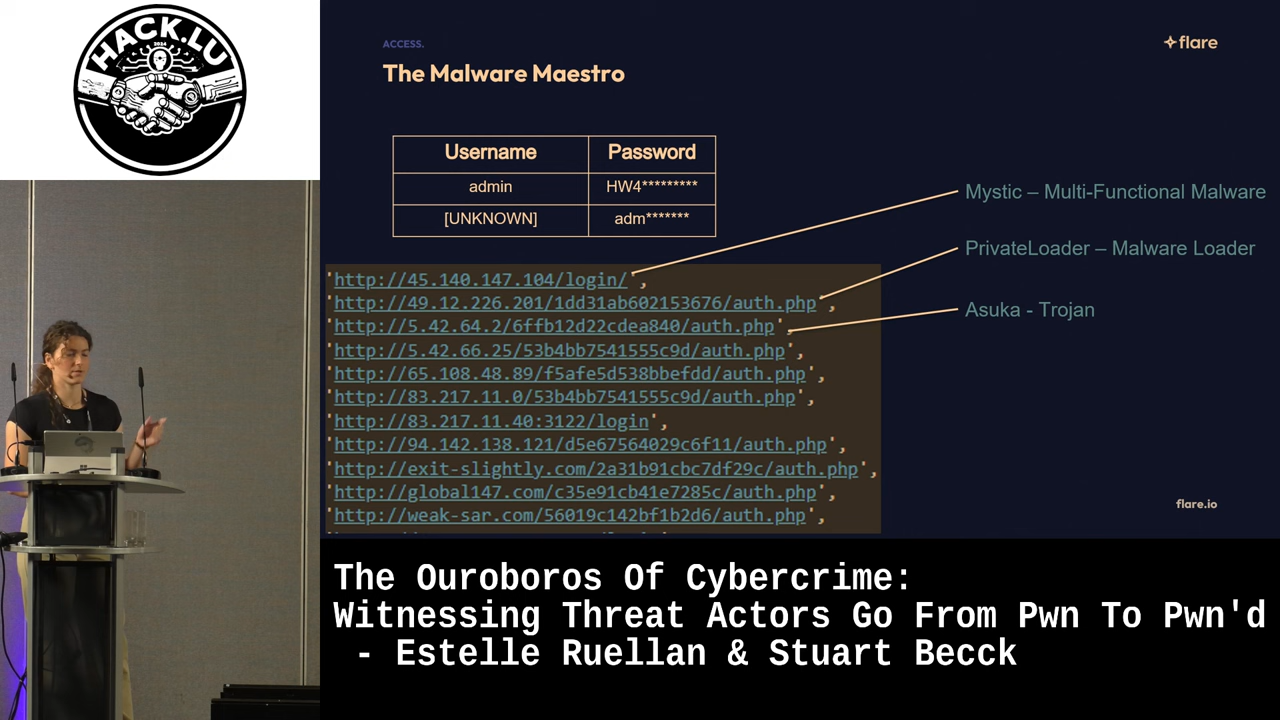 HACK.LU
2024
ACCESS.
flare
The Malware Maestro
Username Password
admin HW4*********
[UNKNOWN] adm*******
Mystic – Multi-Functional Malware
PrivateLoader – Malware Loader
Asuka - Trojan
'http://45.140.147.104/login/',
'http://49.12.226.201/1dd31ab602153676/auth.php',
'http://5.42.64.2/6ffb12d22cdea840/auth.php',
'http://5.42.66.25/53b4bb7541555c9d/auth.php',
'http://65.108.48.89/f5afe5d538bbefdd/auth.php',
'http://83.217.11.0/53b4bb7541555c9d/auth.php',
'http://83.217.11.40:3122/login',
'http://94.142.138.121/d5e67564029c6f11/auth.php',
'http://exit-slightly.com/2a31b91cbc7df29c/auth.php',
'http://global147.com/c35e91cb41e7285c/auth.php',
'http://weak-sar.com/56019c142bf1b2d6/auth.php',
flare.io
The Ouroboros Of Cybercrime:
Witnessing Threat Actors Go From Pwn To Pwn'd
- Estelle Ruellan & Stuart Becck